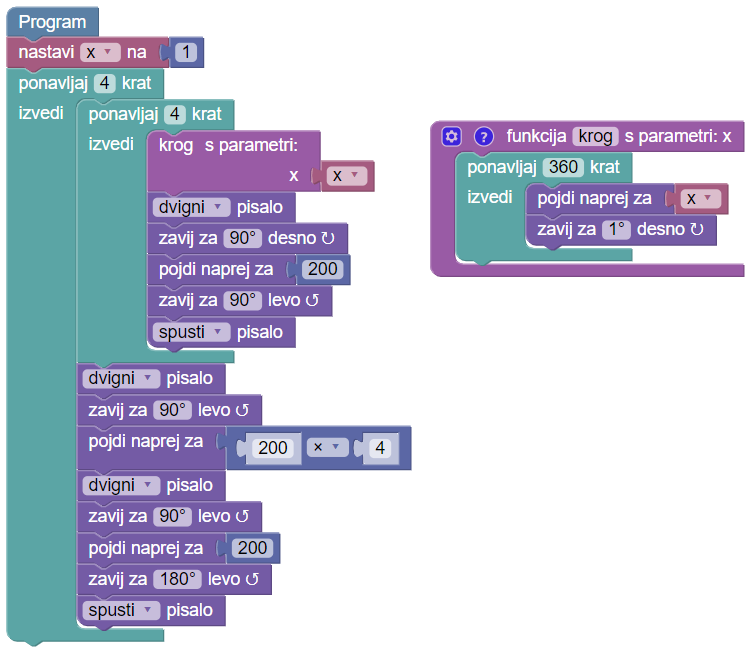 Program
nastavi x na 1
ponavljaj 4 krat
izvedi
ponavljaj 4 krat
izvedi
krog s parametri:
x x
dvigni pisalo
zavij za 90° desno ↻
pojdi naprej za 200
zavij za 90° levo ↺
spusti pisalo
dvigni pisalo
zavij za 90° levo ↺
pojdi naprej za 200 × 4
dvigni pisalo
zavij za 90° levo ↺
pojdi naprej za 200
zavij za 180° levo ↺
spusti pisalo
? funkcija krog s parametri: x
ponavljaj 360 krat
izvedi
pojdi naprej za x
zavij za 1° desno ↻